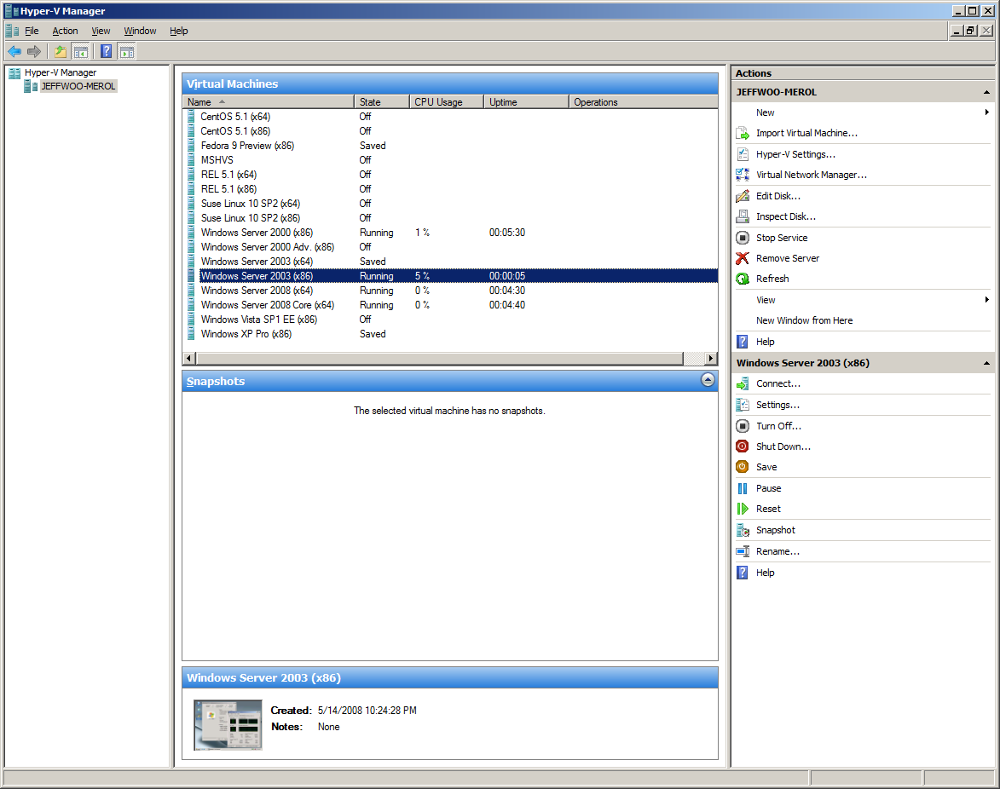 Hyper-V Manager
File Action View Window Help
Hyper-V Manager
JEFFWOO-MEROL
Virtual Machines
Name State CPU Usage Uptime Operations
CentOS 5.1 (x64) Off
CentOS 5.1 (x86) Off
Fedora 9 Preview (x86) Saved
MSHVS Off
REL 5.1 (x64) Off
REL 5.1 (x86) Off
Suse Linux 10 SP2 (x64) Off
Suse Linux 10 SP2 (x86) Off
Windows Server 2000 (x86) Running 1 % 00:05:30
Windows Server 2000 Adv. (x86) Off
Windows Server 2003 (x64) Saved
Windows Server 2003 (x86) Running 5 % 00:00:05
Windows Server 2008 (x64) Running 0 % 00:04:30
Windows Server 2008 Core (x64) Running 0 % 00:04:40
Windows Vista SP1 EE (x86) Off
Windows XP Pro (x86) Saved
Snapshots
The selected virtual machine has no snapshots.
Windows Server 2003 (x86)
Created: 5/14/2008 10:24:28 PM
Notes: None
Actions
JEFFWOO-MEROL
New
Import Virtual Machine...
Hyper-V Settings...
Virtual Network Manager...
Edit Disk...
Inspect Disk...
Stop Service
Remove Server
Refresh
View
New Window from Here
Help
Windows Server 2003 (x86)
Connect...
Settings...
Turn Off...
Shut Down...
Save
Pause
Reset
Snapshot
Rename...
Help